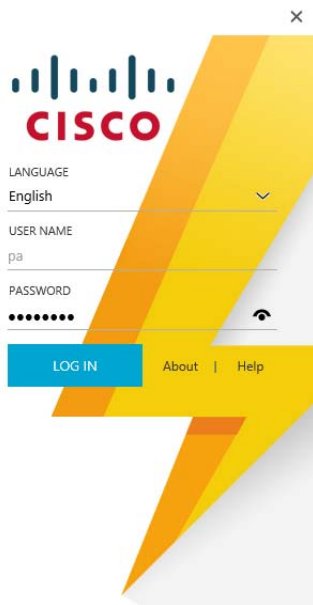 CISCO
LANGUAGE
English
USER NAME
pa
PASSWORD
••••••••
LOG IN
About | Help